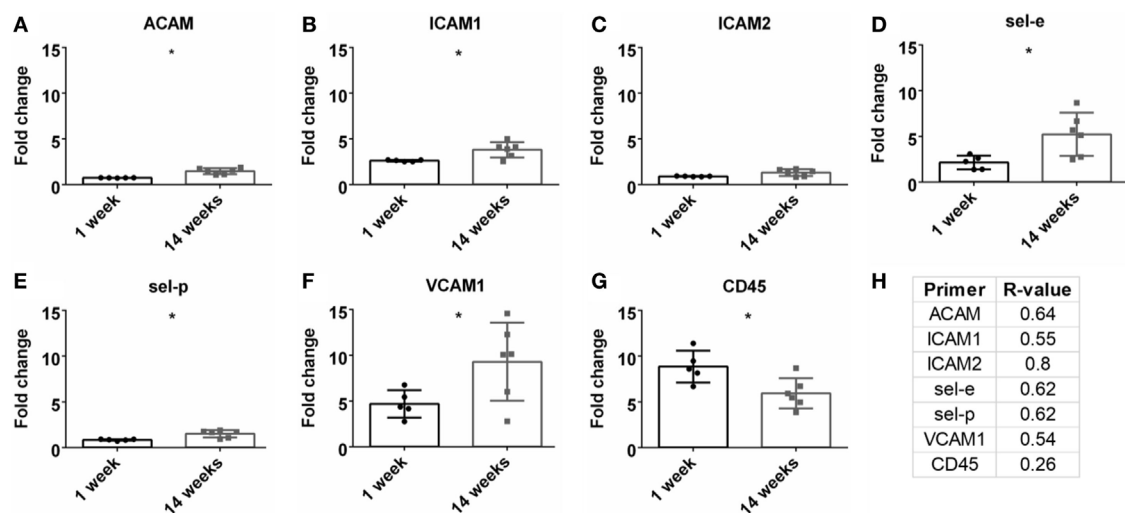 A
ACAM
*
15
10
5
0
Fold change
1 week
14 weeks
B
ICAM1
*
15
10
5
0
Fold change
1 week
14 weeks
C
ICAM2
15
10
5
0
Fold change
1 week
14 weeks
D
sel-e
*
15
10
5
0
Fold change
1 week
14 weeks
E
sel-p
*
15
10
5
0
Fold change
1 week
14 weeks
F
VCAM1
*
15
10
5
0
Fold change
1 week
14 weeks
G
CD45
*
15
10
5
0
Fold change
1 week
14 weeks
H
Primer R-value
ACAM 0.64
ICAM1 0.55
ICAM2 0.8
sel-e 0.62
sel-p 0.62
VCAM1 0.54
CD45 0.26